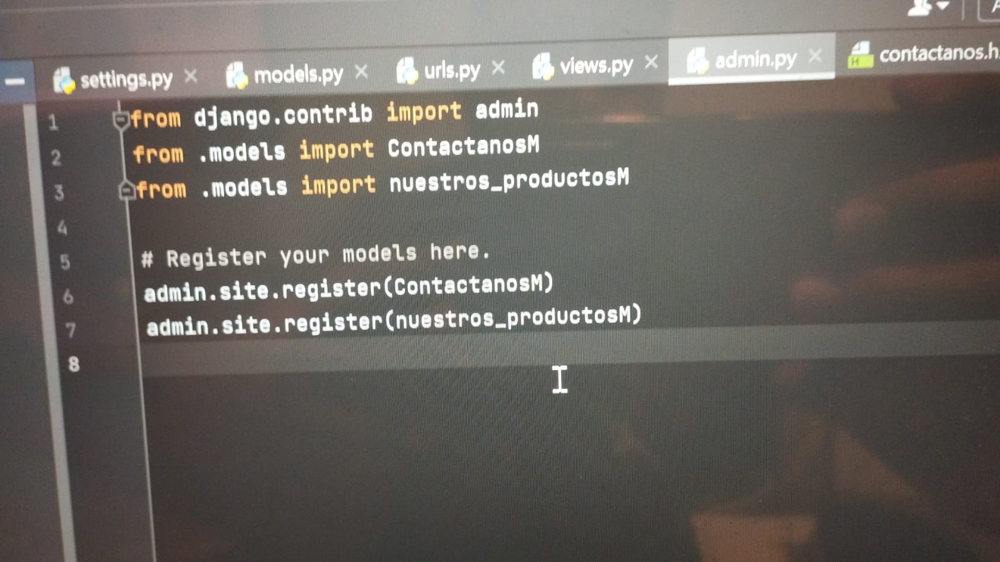 settings.py models.py urls.py views.py admin.py contactanos.h
1 from django.contrib import admin
2 from .models import ContactanosM
3 from .models import nuestros_productosM
4
5 # Register your models here.
6 admin.site.register(ContactanosM)
7 admin.site.register(nuestros_productosM)
8